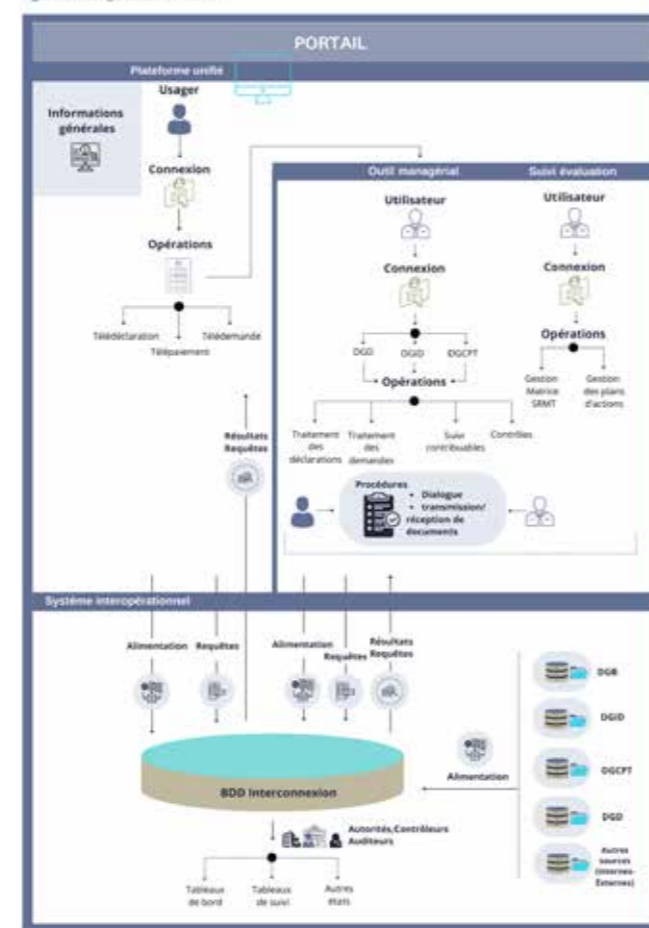 PORTAIL
Plateforme unifié
Usager
Informations
générales
Connexion
Opérations
Télédéclaration
Télédemande
Télépaiement
Résultats
Requêtes
Outil managérial
Suivi évaluation
Utilisateur
Connexion
DGD
DGID
DGCPT
Opérations
Traitement
des
déclarations
Traitement
des
demandes
Suivi
contribuables
Contrôles
Utilisateur
Connexion
Opérations
Gestion
Matrice
SRMT
Gestion
des plans
d'actions
Procédures
• Dialogue
• transmission/
réception de
documents
Système interopérationnel
Alimentation
Requêtes
Alimentation
Requêtes
Résultats
Requêtes
BDD Interconnexion
Alimentation
DGB
DGID
DGCPT
DGD
Autres
sources
(Internes-
Externes)
Autorités,Contrôleurs
Auditeurs
Tableaux
de bord
Tableaux
de suivi
Autres
états